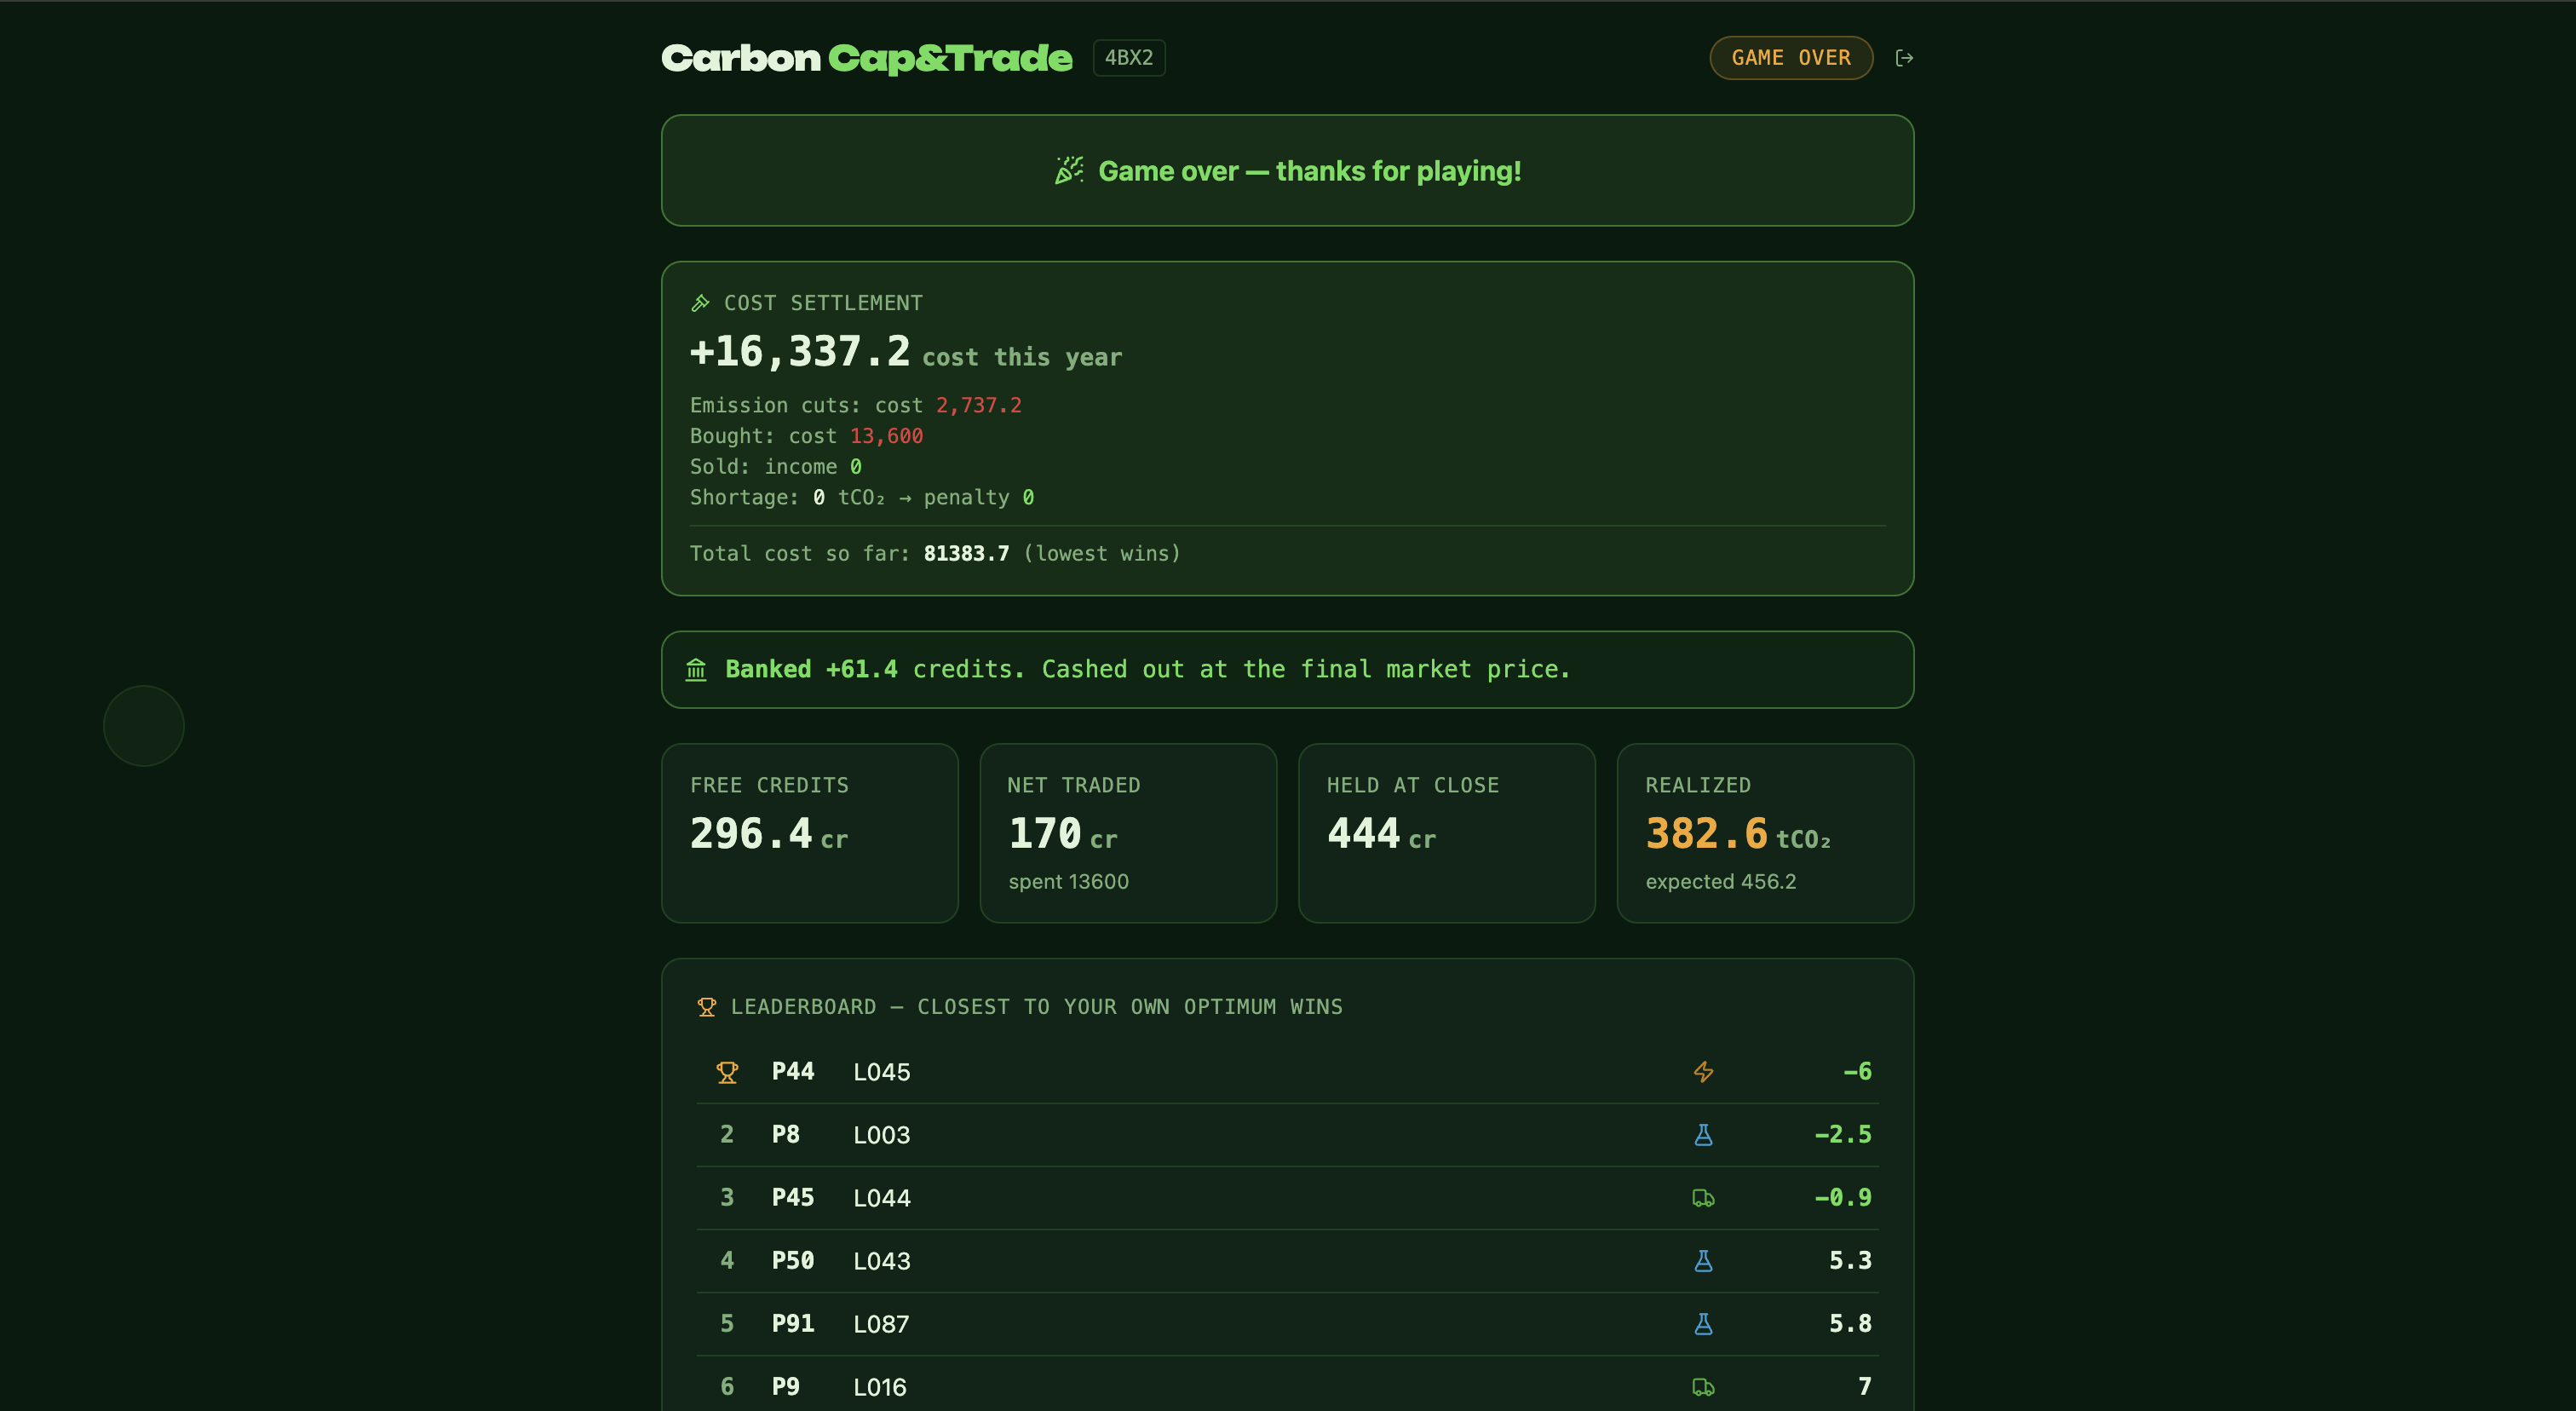 Carbon Cap&Trade 4BX2 GAME OVER
Game over — thanks for playing!
COST SETTLEMENT
+16,337.2 cost this year
Emission cuts: cost 2,737.2
Bought: cost 13,600
Sold: income 0
Shortage: 0 tCO₂ → penalty 0
Total cost so far: 81383.7 (lowest wins)
Banked +61.4 credits. Cashed out at the final market price.
FREE CREDITS
296.4 cr
NET TRADED
170 cr
spent 13600
HELD AT CLOSE
444 cr
REALIZED
382.6 tCO₂
expected 456.2
LEADERBOARD — CLOSEST TO YOUR OWN OPTIMUM WINS
P44 L045 −6
2 P8 L003 −2.5
3 P45 L044 −0.9
4 P50 L043 5.3
5 P91 L087 5.8
6 P9 L016 7